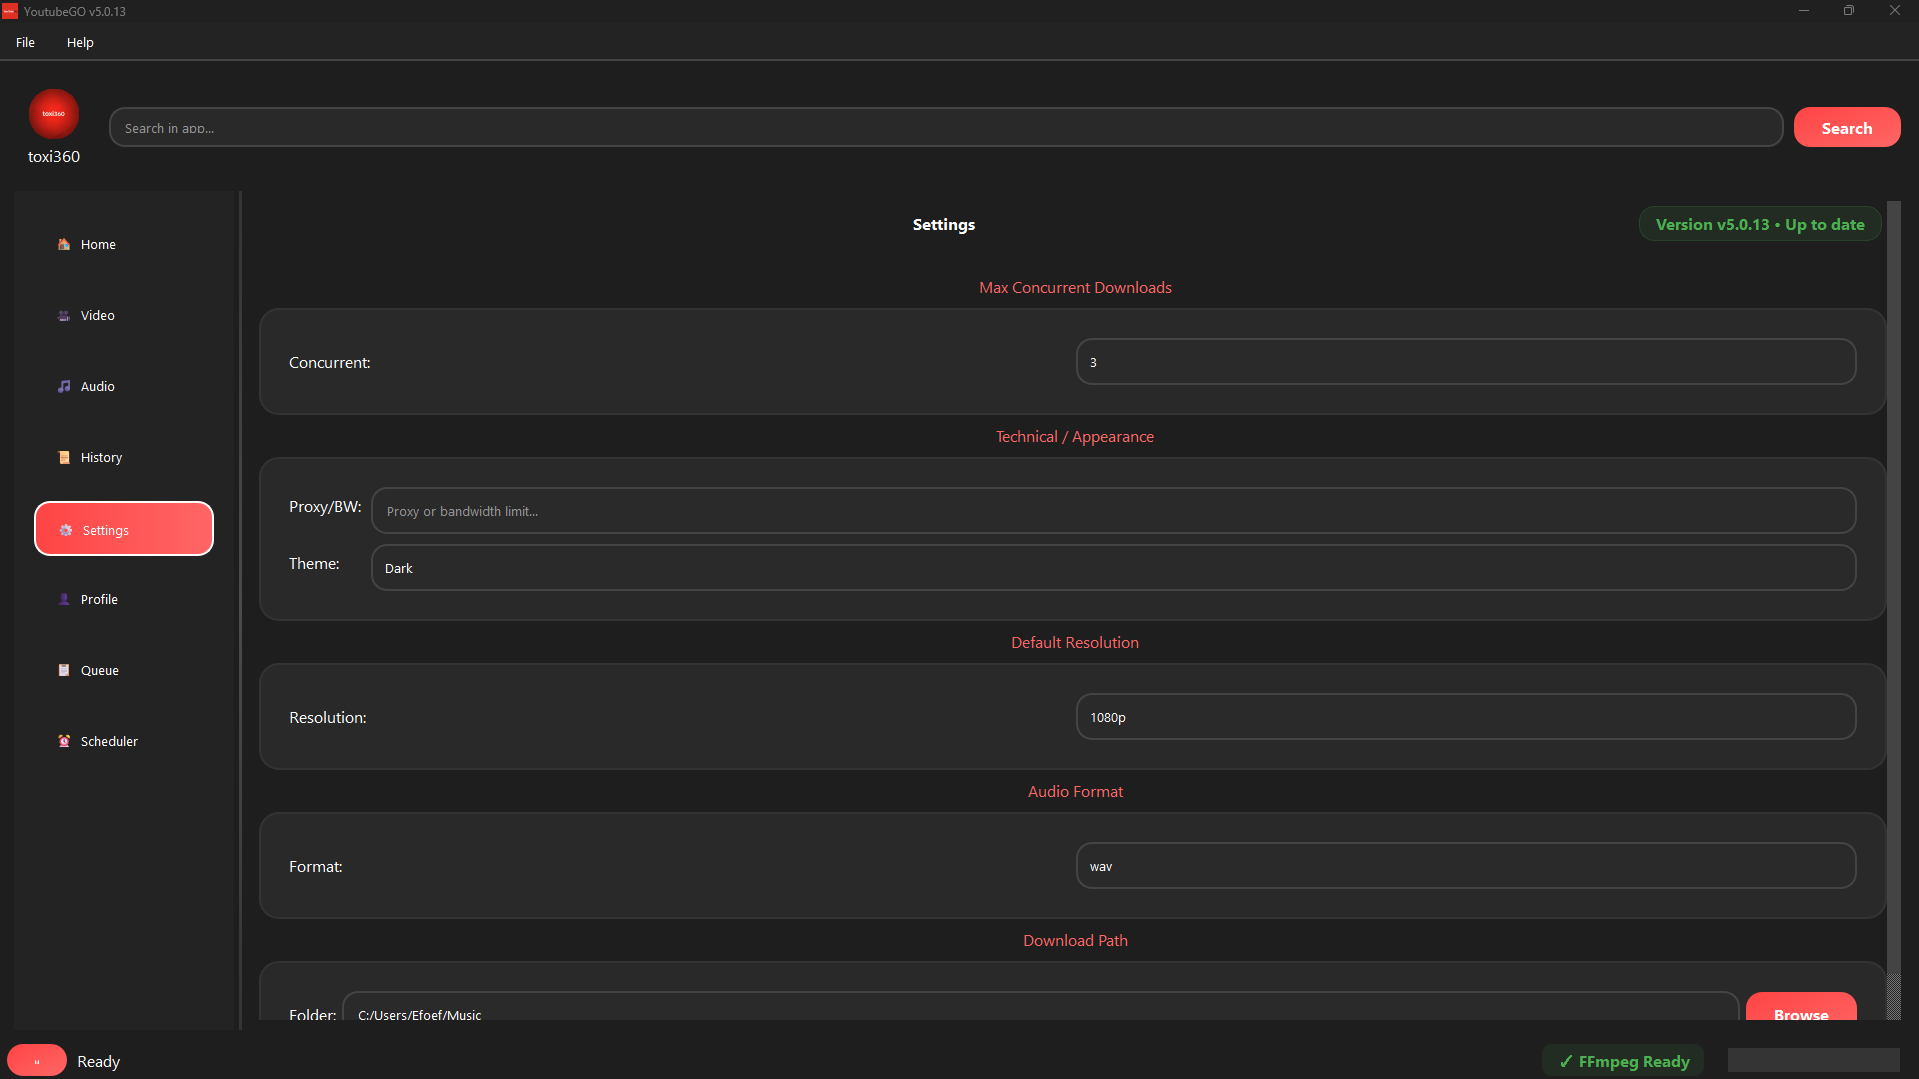 YoutubeGO v5.0.13
File Help
toxi360
Search in app...
Search
toxi360
Home
Video
Audio
History
Settings
Profile
Queue
Scheduler
Settings
Version v5.0.13 • Up to date
Max Concurrent Downloads
Concurrent: 3
Technical / Appearance
Proxy/BW: Proxy or bandwidth limit...
Theme: Dark
Default Resolution
Resolution: 1080p
Audio Format
Format: wav
Download Path
Folder: C:/Users/Efoef/Music Browse
Ready
✓ FFmpeg Ready